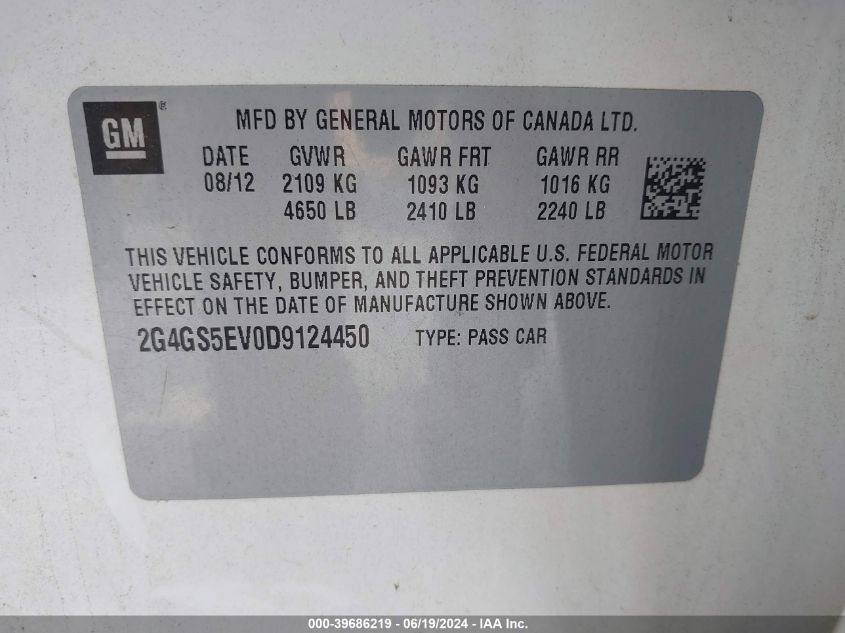 GM®
MFD BY GENERAL MOTORS OF CANADA LTD.
DATE GVWR GAWR FRT GAWR RR
08/12 2109 KG 1093 KG 1016 KG
4650 LB 2410 LB 2240 LB
THIS VEHICLE CONFORMS TO ALL APPLICABLE U.S. FEDERAL MOTOR
VEHICLE SAFETY, BUMPER, AND THEFT PREVENTION STANDARDS IN
EFFECT ON THE DATE OF MANUFACTURE SHOWN ABOVE.
2G4GS5EV0D9124450 TYPE: PASS CAR
000-39686219 - 06/19/2024 - IAA Inc.